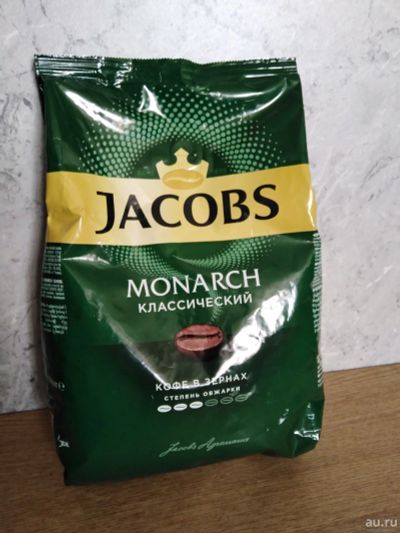 JACOBS
MONARCH
КЛАССИЧЕСКИЙ
КОФЕ В ЗЕРНАХ
СТЕПЕНЬ ОБЖАРКИ
au.ru